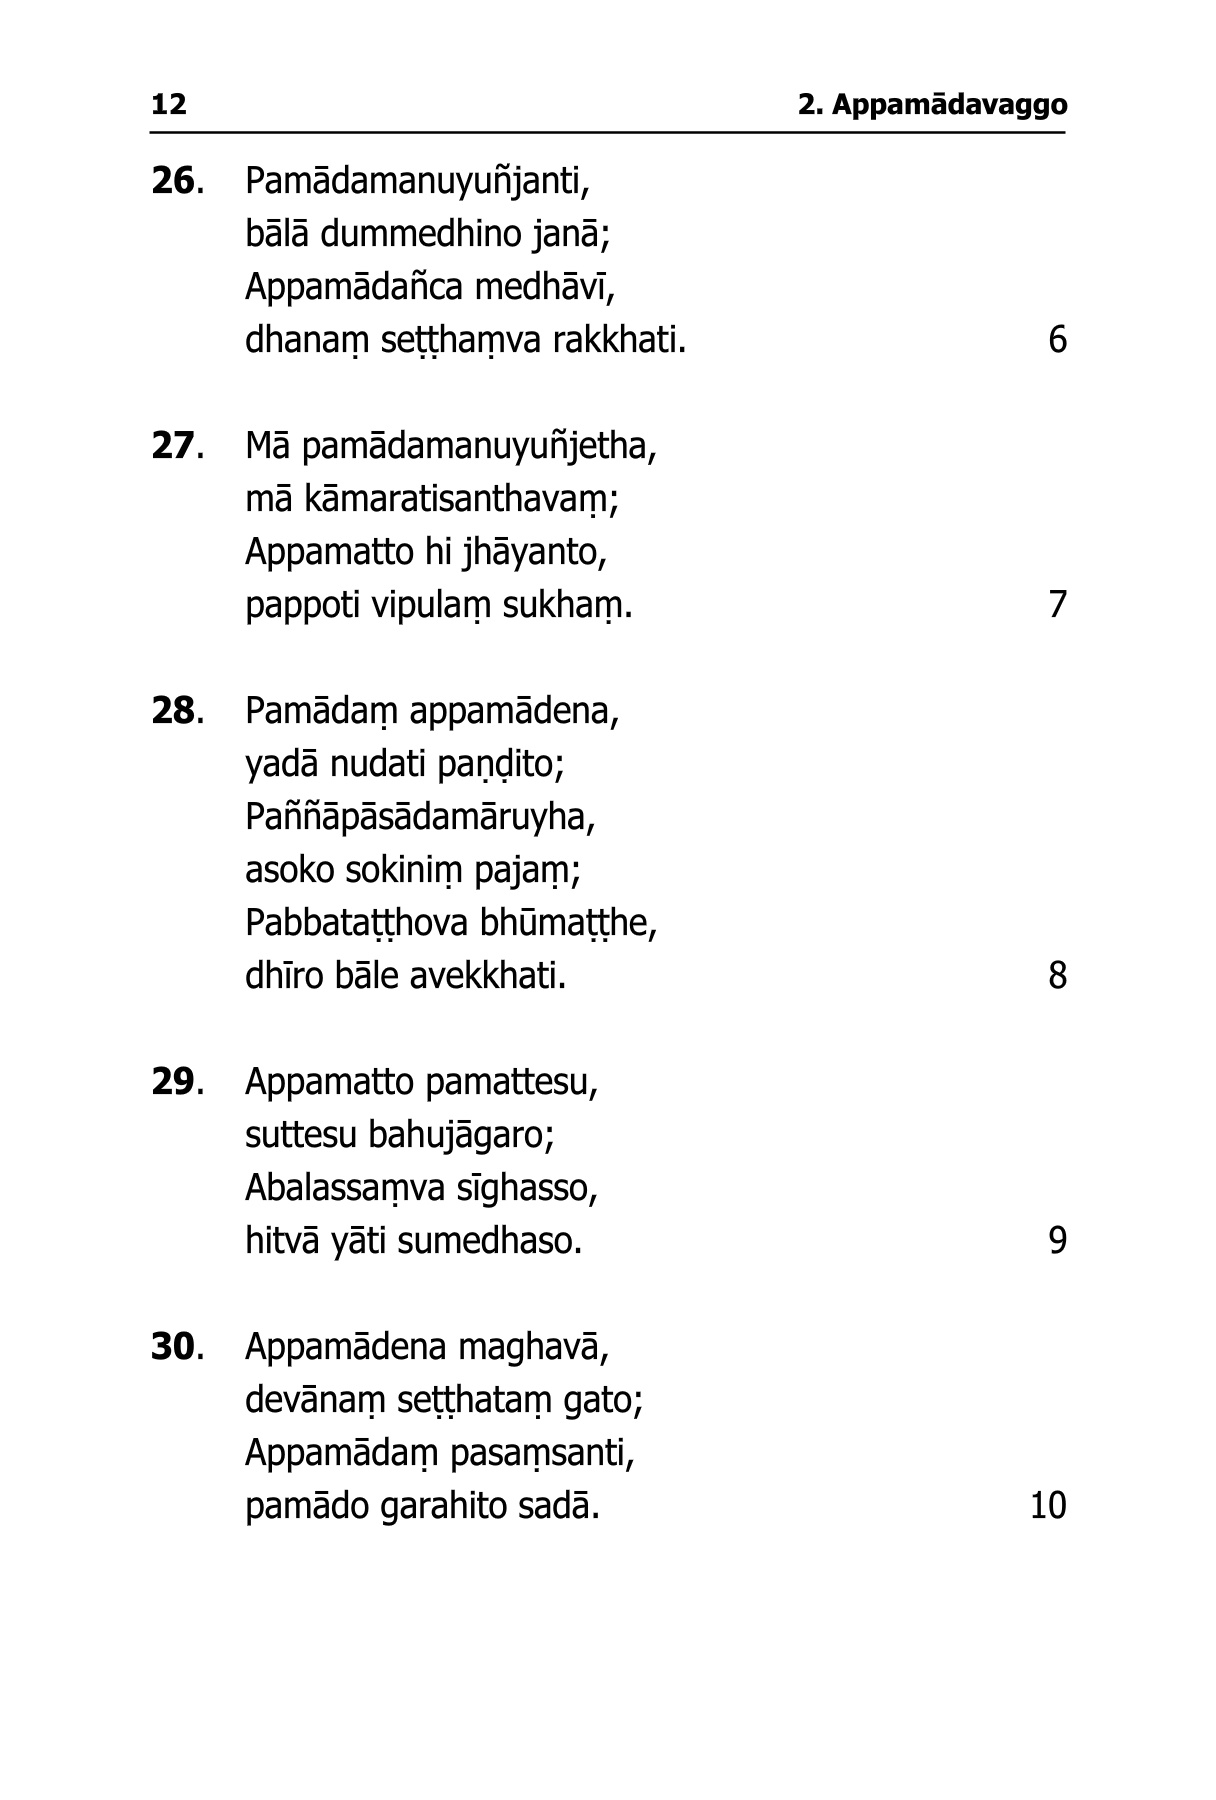 12 2. Appamādavaggo
26. Pamādamanuyuñjanti,
bālā dummedhino janā;
Appamādañca medhāvī,
dhanaṃ seṭṭhaṃva rakkhati. 6
27. Mā pamādamanuyuñjetha,
mā kāmaratisanthavaṃ;
Appamatto hi jhāyanto,
pappoti vipulaṃ sukhaṃ. 7
28. Pamādaṃ appamādena,
yadā nudati paṇḍito;
Paññāpāsādamāruyha,
asoko sokiniṃ pajaṃ;
Pabbataṭṭhova bhūmaṭṭhe,
dhīro bāle avekkhati. 8
29. Appamatto pamattesu,
suttesu bahujāgaro;
Abalassaṃva sīghasso,
hitvā yāti sumedhaso. 9
30. Appamādena maghavā,
devānaṃ seṭṭhataṃ gato;
Appamādaṃ pasaṃsanti,
pamādo garahito sadā. 10